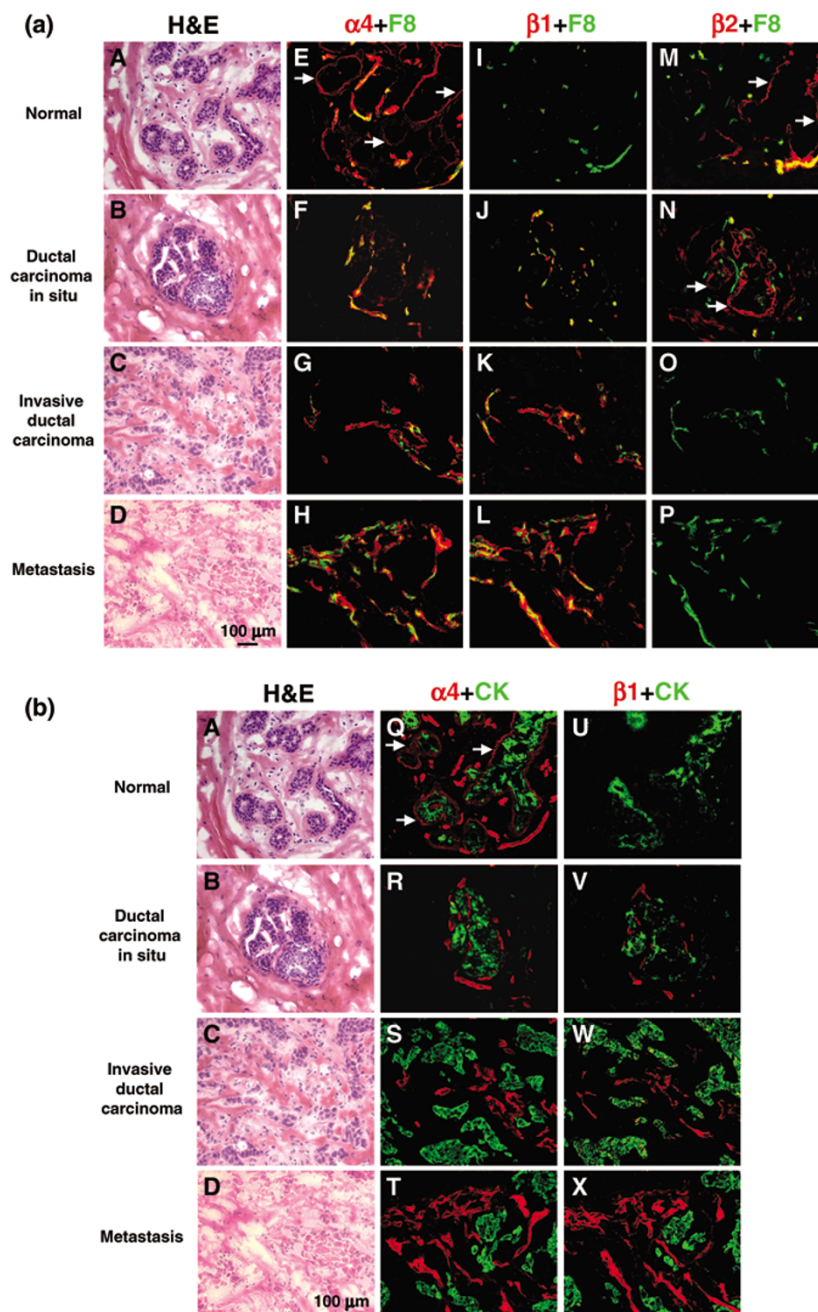 (a)
H&E α4+F8 β1+F8 β2+F8
Normal
A E I M
Ductal
carcinoma
in situ
B F J N
Invasive
ductal
carcinoma
C G K O
Metastasis
D H L P
100 μm
(b)
H&E α4+CK β1+CK
Normal
A Q U
Ductal
carcinoma
in situ
B R V
Invasive
ductal
carcinoma
C S W
Metastasis
D T X
100 μm